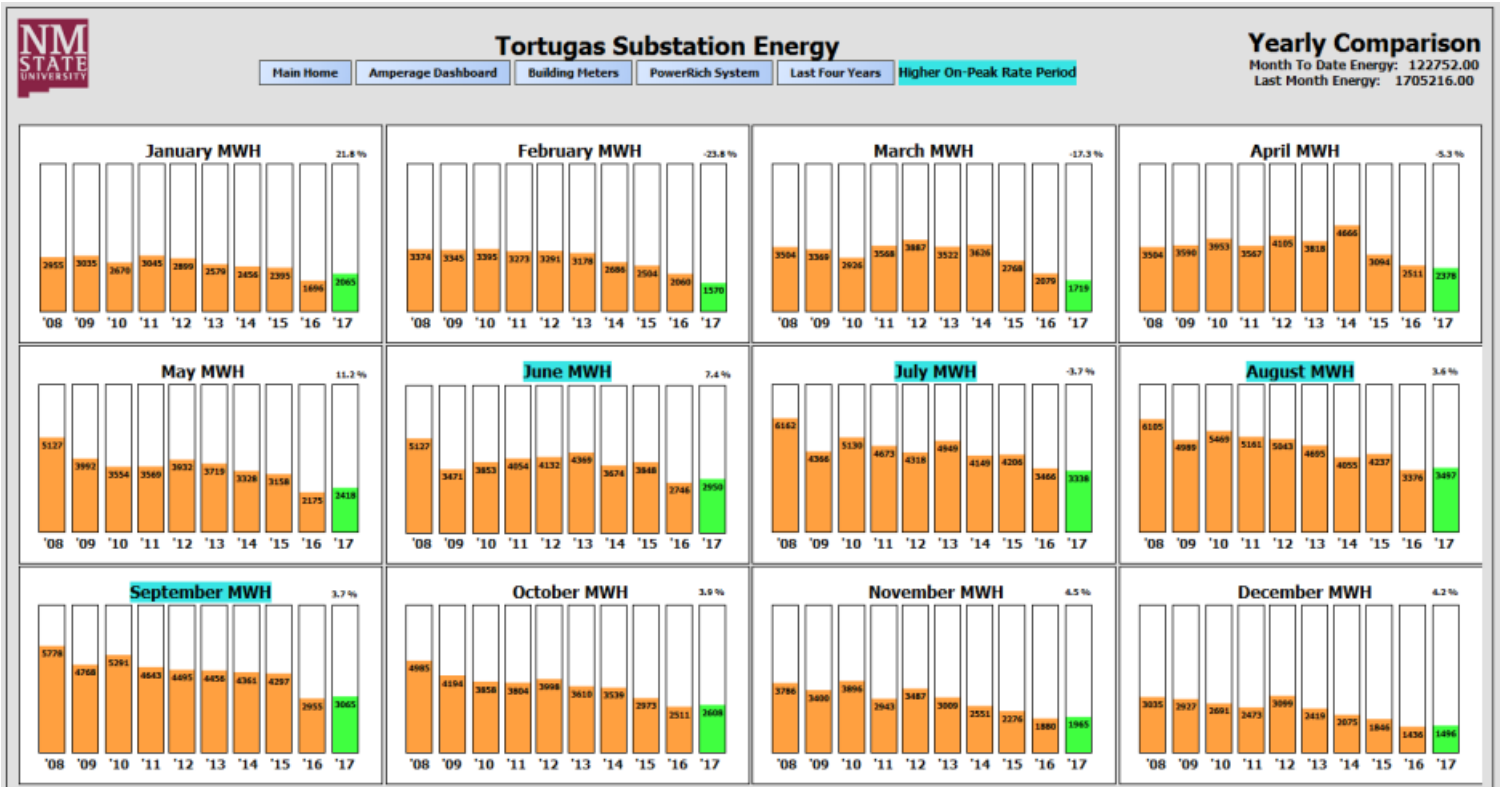 NM
STATE
UNIVERSITY
Tortugas Substation Energy
Main Home Amperage Dashboard Building Meters PowerRich System Last Four Years Higher On-Peak Rate Period
Yearly Comparison
Month To Date Energy: 122752.00
Last Month Energy: 1705216.00
January MWH 21.8 %
2955 3035 2670 3045 2899 2579 2456 2395 1696 2065
'08 '09 '10 '11 '12 '13 '14 '15 '16 '17
February MWH -23.8 %
3374 3345 3395 3273 3291 3178 2686 2504 2060 1570
'08 '09 '10 '11 '12 '13 '14 '15 '16 '17
March MWH -17.3 %
3504 3369 2926 3568 3887 3522 3626 2768 2079 1719
'08 '09 '10 '11 '12 '13 '14 '15 '16 '17
April MWH -5.3 %
3504 3590 3953 3567 4105 3818 4666 3094 2511 2378
'08 '09 '10 '11 '12 '13 '14 '15 '16 '17
May MWH 11.2 %
5127 3992 3554 3569 3932 3719 3328 3158 2175 2418
'08 '09 '10 '11 '12 '13 '14 '15 '16 '17
June MWH 7.4 %
5127 3471 3853 4054 4132 4369 3674 3848 2746 2950
'08 '09 '10 '11 '12 '13 '14 '15 '16 '17
July MWH -3.7 %
6162 4366 5130 4673 4318 4949 4149 4206 3466 3338
'08 '09 '10 '11 '12 '13 '14 '15 '16 '17
August MWH 3.6 %
6105 4989 5469 5161 5043 4695 4055 4237 3376 3497
'08 '09 '10 '11 '12 '13 '14 '15 '16 '17
September MWH 3.7 %
5778 4768 5291 4643 4495 4456 4361 4297 2955 3065
'08 '09 '10 '11 '12 '13 '14 '15 '16 '17
October MWH 3.9 %
4985 4194 3858 3804 3998 3610 3539 2973 2511 2608
'08 '09 '10 '11 '12 '13 '14 '15 '16 '17
November MWH 4.5 %
3786 3400 3896 2943 3487 3009 2551 2276 1880 1965
'08 '09 '10 '11 '12 '13 '14 '15 '16 '17
December MWH 4.2 %
3035 2927 2691 2473 3099 2419 2075 1846 1436 1496
'08 '09 '10 '11 '12 '13 '14 '15 '16 '17